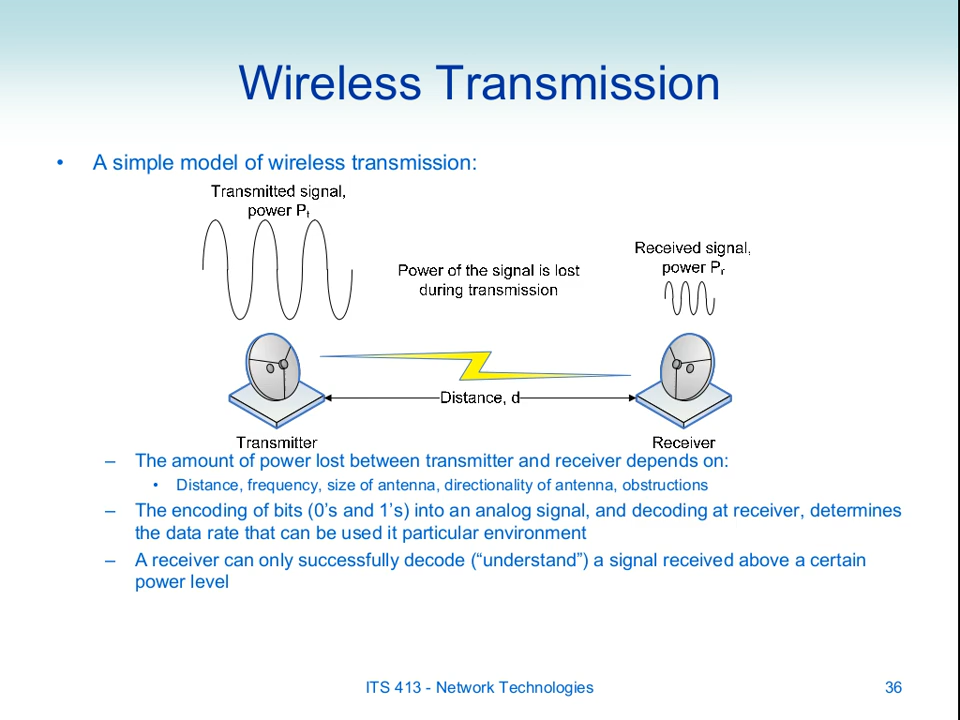 Wireless Transmission
• A simple model of wireless transmission:
Transmitted signal,
power Pt
Received signal,
power Pr
Power of the signal is lost
during transmission
Distance, d
Transmitter
Receiver
– The amount of power lost between transmitter and receiver depends on:
• Distance, frequency, size of antenna, directionality of antenna, obstructions
– The encoding of bits (0’s and 1’s) into an analog signal, and decoding at receiver, determines
the data rate that can be used it particular environment
– A receiver can only successfully decode (“understand”) a signal received above a certain
power level
ITS 413 - Network Technologies
36